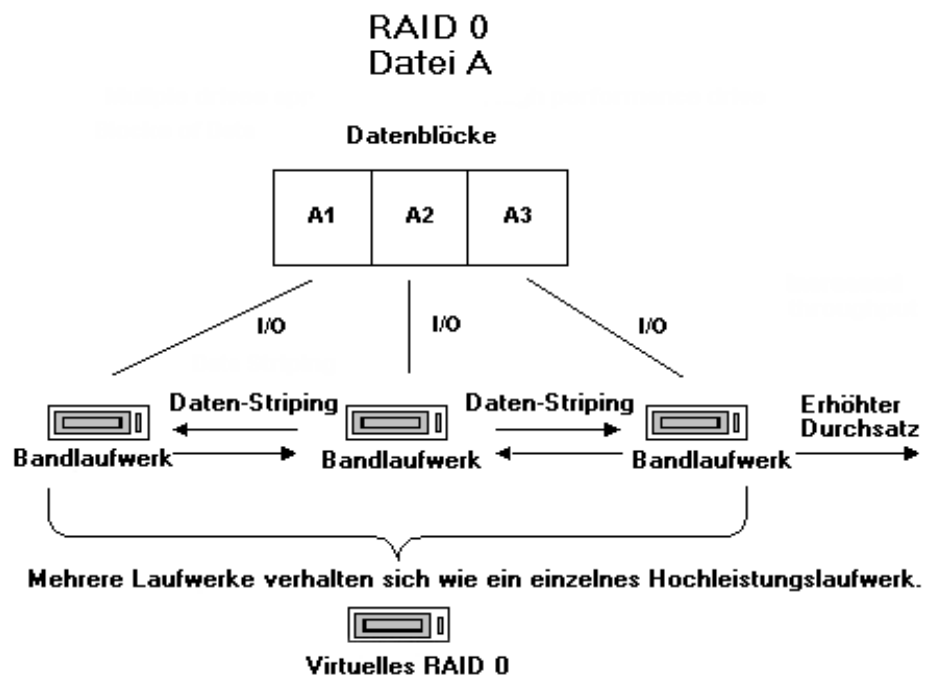 RAID 0
Datei A
Datenblöcke
A1 A2 A3
I/O I/O I/O
Daten-Striping Daten-Striping Erhöhter
Durchsatz
Bandlaufwerk Bandlaufwerk Bandlaufwerk
Mehrere Laufwerke verhalten sich wie ein einzelnes Hochleistungslaufwerk.
Virtuelles RAID 0